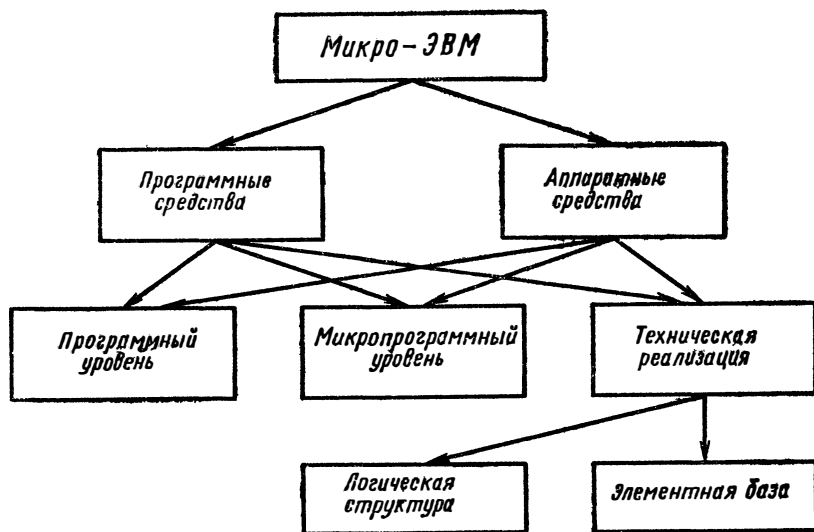 Микро-ЭВМ
Программные
средства
Аппаратные
средства
Программный
уровень
Микропрограммный
уровень
Техническая
реализация
Логическая
структура
Элементная база